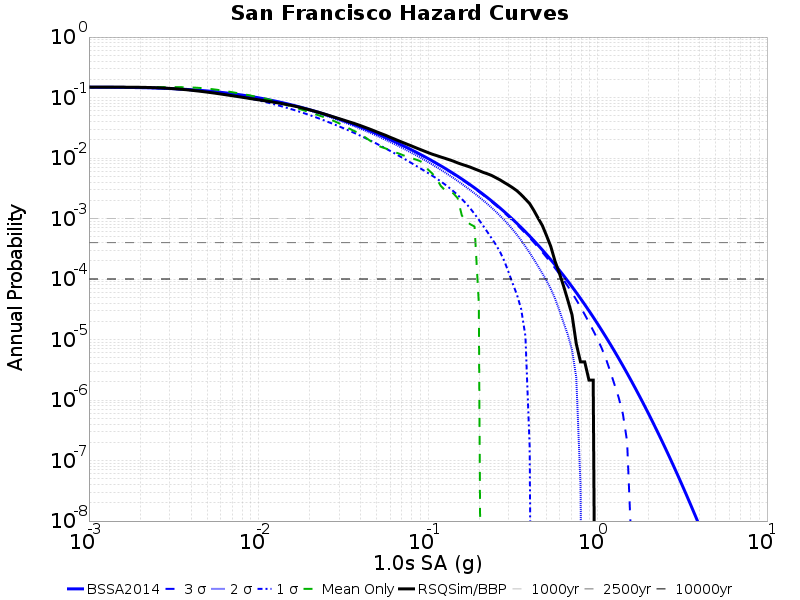 San Francisco Hazard Curves
Annual Probability
10^0
10^-1
10^-2
10^-3
10^-4
10^-5
10^-6
10^-7
10^-8
10^-3 10^-2 10^-1 10^0 10^1
1.0s SA (g)
BSSA2014 3 σ 2 σ 1 σ Mean Only RSQSim/BBP 1000yr 2500yr 10000yr